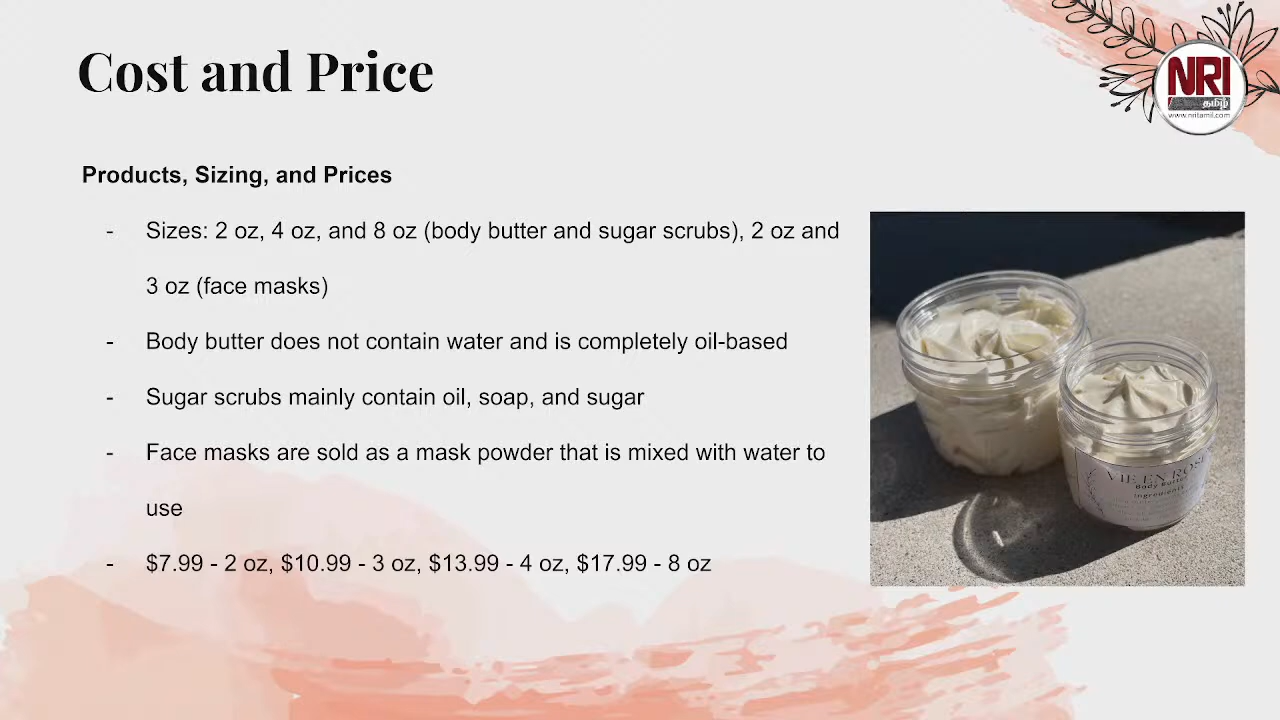 Cost and Price
NRI
தமிழ்
www.nritamil.com
Products, Sizing, and Prices
- Sizes: 2 oz, 4 oz, and 8 oz (body butter and sugar scrubs), 2 oz and
3 oz (face masks)
- Body butter does not contain water and is completely oil-based
- Sugar scrubs mainly contain oil, soap, and sugar
- Face masks are sold as a mask powder that is mixed with water to
use
- $7.99 - 2 oz, $10.99 - 3 oz, $13.99 - 4 oz, $17.99 - 8 oz
VIE EN ROSE
Body Butter
Ingredients